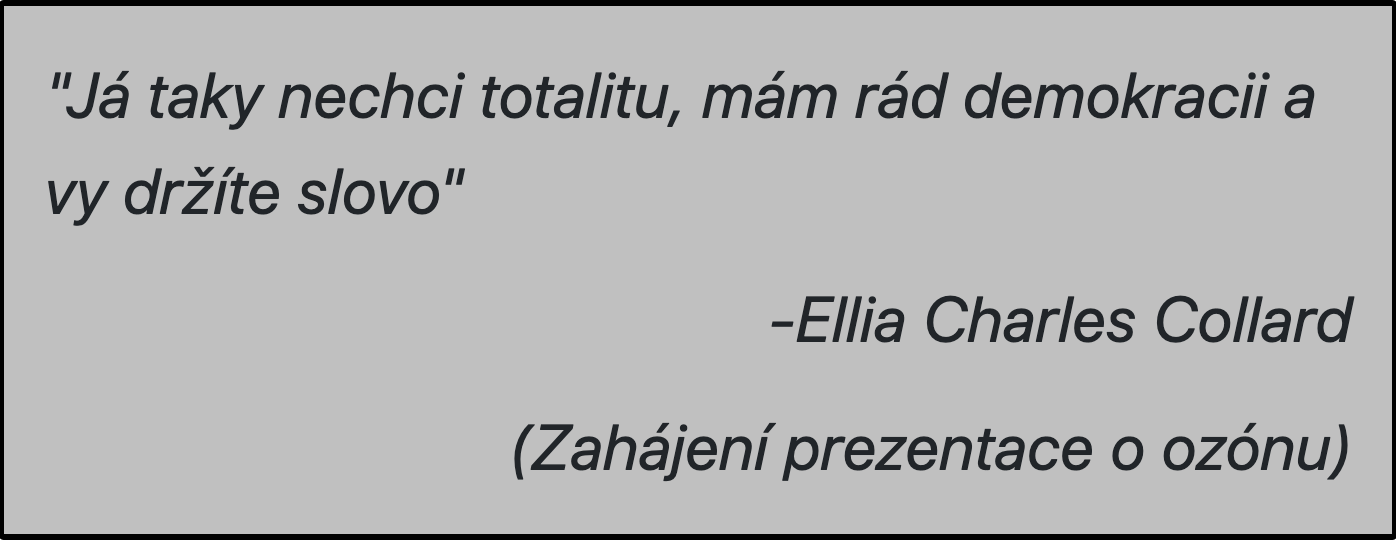 "Já taky nechci totalitu, mám rád demokracii a
vy držíte slovo"
-Ellia Charles Collard
(Zahájení prezentace o ozónu)